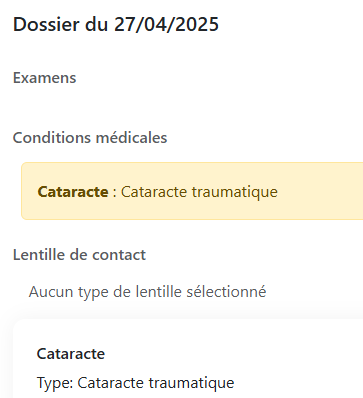 Dossier du 27/04/2025
Examens
Conditions médicales
Cataracte : Cataracte traumatique
Lentille de contact
Aucun type de lentille sélectionné
Cataracte
Type: Cataracte traumatique